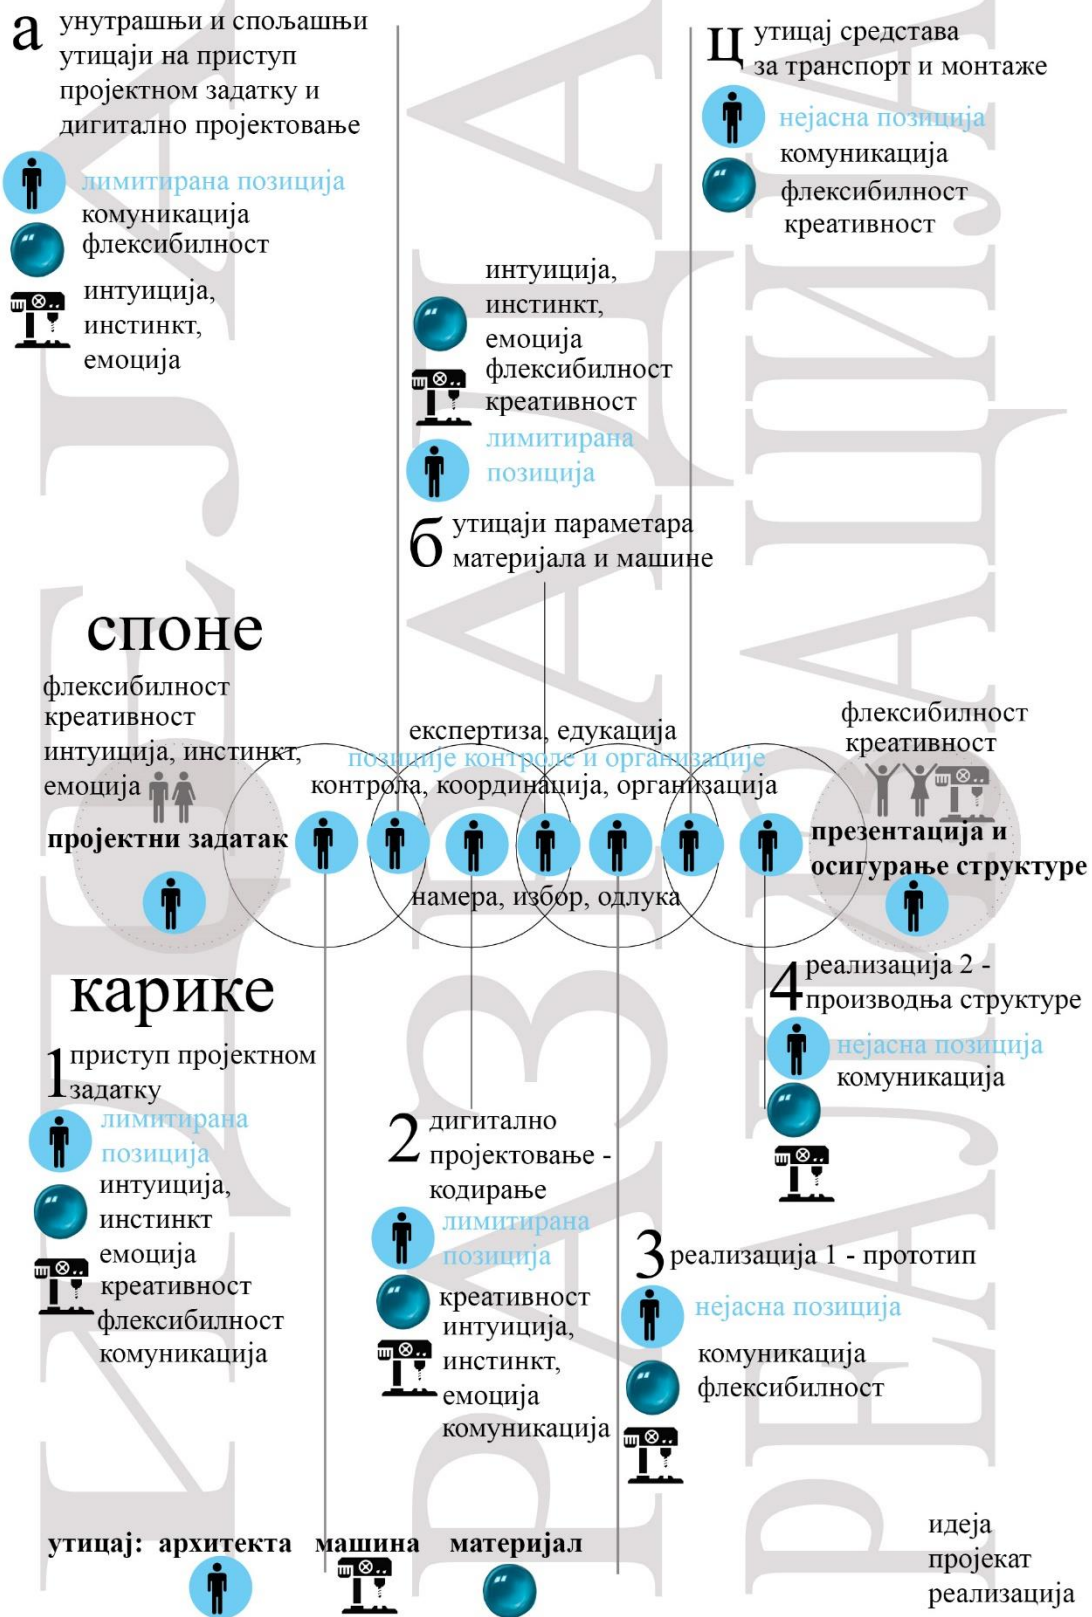 а
унутрашњи и спољашњи
утицаји на приступ
пројектном задатку и
дигитално пројектовање
лимитирана позиција
комуникација
флексибилност
интуиција,
инстинкт,
емоција
ц
утицај средстава
за транспорт и монтаже
нејасна позиција
комуникација
флексибилност
креативност
интуиција,
инстинкт,
емоција
флексибилност
креативност
лимитирана
позиција
б
утицаји параметара
материјала и машине
споне
флексибилност
креативност
интуиција, инстинкт,
емоција
пројектни задатак
експертиза, едукација
позиције контроле и организације
контрола, координација, организација
намера, избор, одлука
флексибилност
креативност
презентација и
осигурање структуре
карике
1
приступ пројектном
задатку
лимитирана
позиција
интуиција,
инстинкт
емоција
креативност
флексибилност
комуникација
2
дигитално
пројектовање -
кодирање
лимитирана
позиција
креативност
интуиција,
инстинкт,
емоција
комуникација
3
реализација 1 - прототип
нејасна позиција
комуникација
флексибилност
4
реализација 2 -
производња структуре
нејасна позиција
комуникација
утицај: архитекта машина материјал
идеја
пројекат
реализација
ИДЕЈА
РАЗРАДА
РЕАЛИЗАЦИЈА